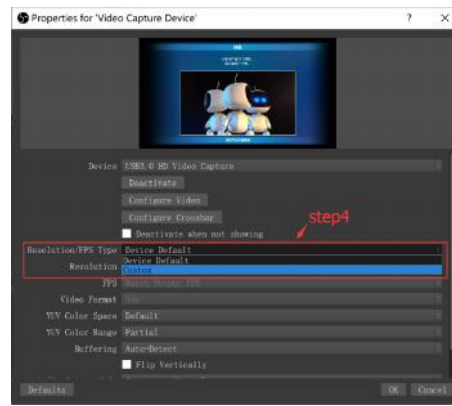 Properties for 'Video Capture Device'
? ×
Device USB3.0 HD Video Capture
Deactivate
Configure Video
Configure Crossbar
step4
Deactivate when not showing
Resolution/FPS Type Device Default
Device Default
Resolution Custom
FPS Match Output FPS
Video Format
YUV Color Space Default
YUV Color Range Partial
Buffering Auto-Detect
Flip Vertically
Defaults OK Cancel